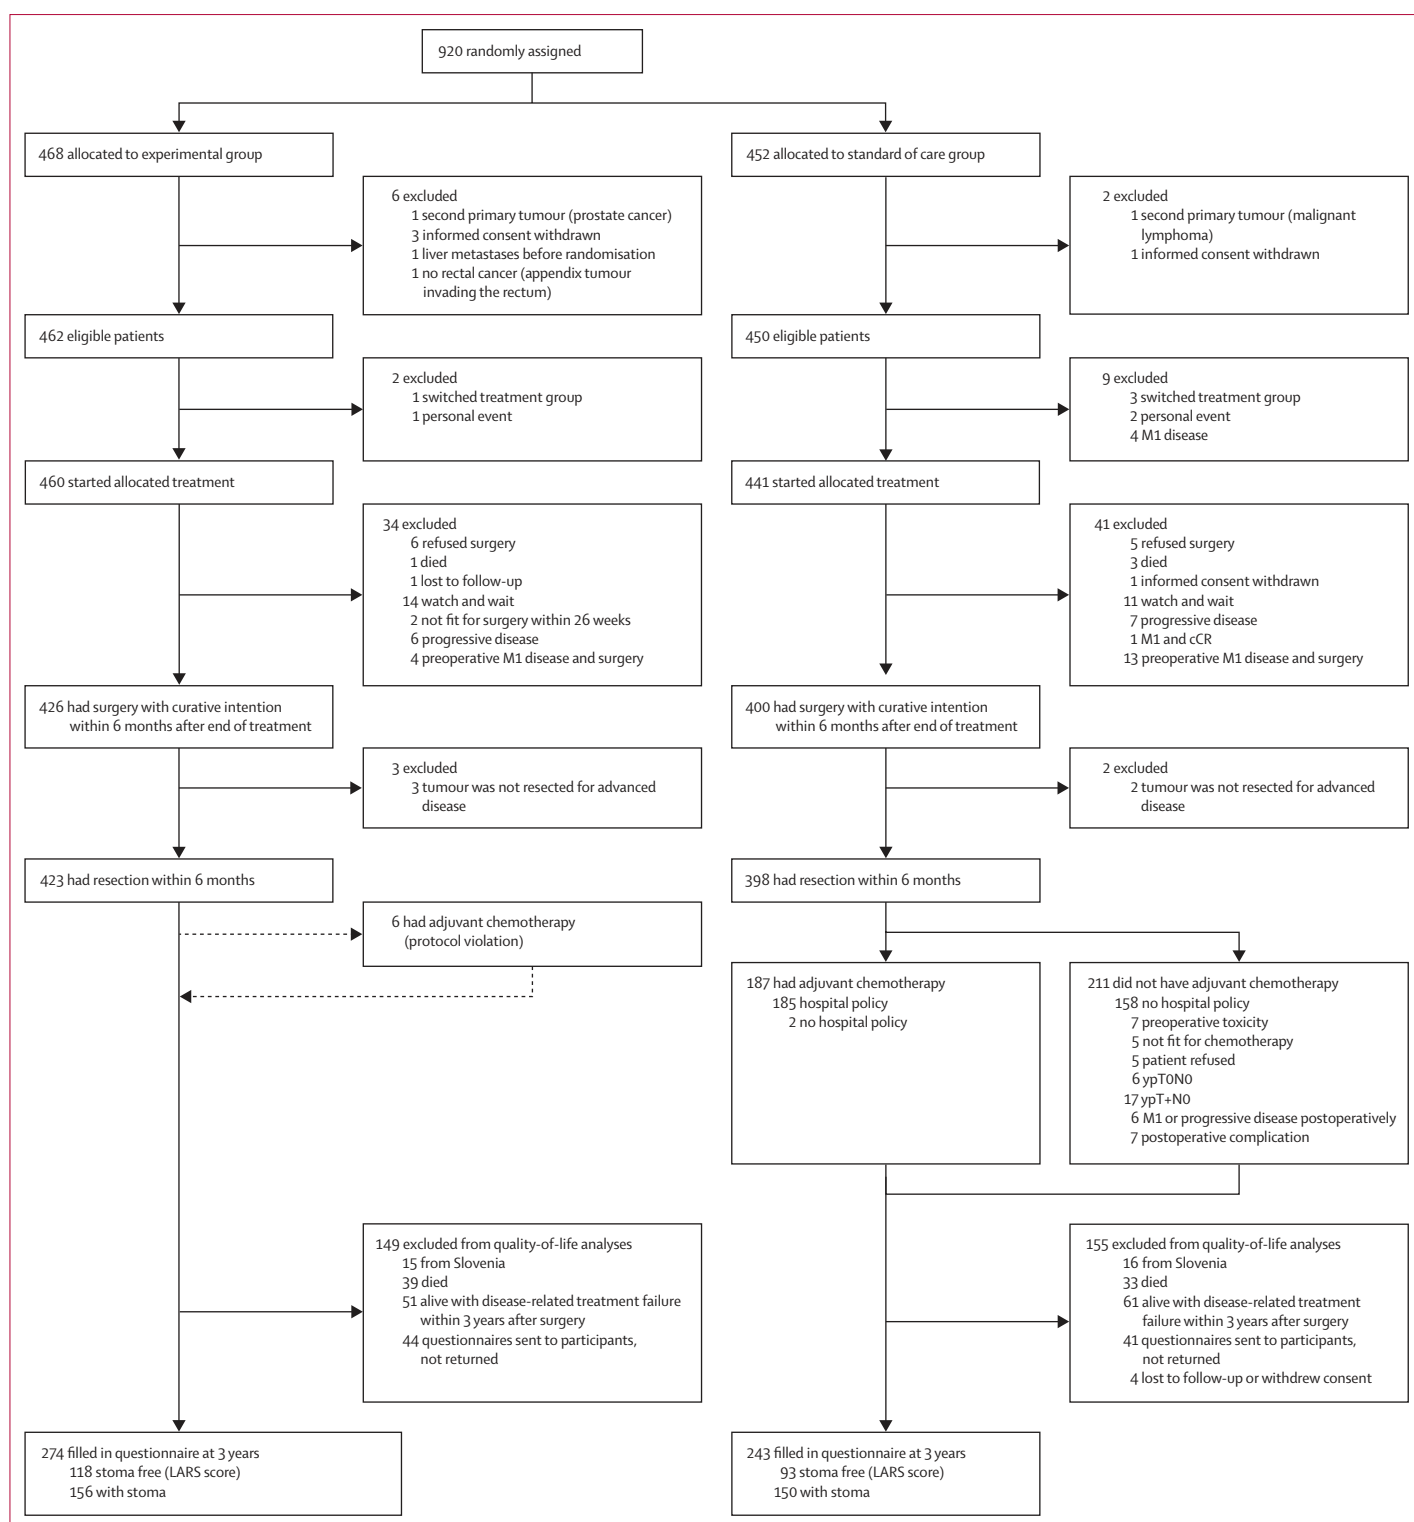 920 randomly assigned
468 allocated to experimental group
452 allocated to standard of care group
6 excluded
1 second primary tumour (prostate cancer)
3 informed consent withdrawn
1 liver metastases before randomisation
1 no rectal cancer (appendix tumour
invading the rectum)
2 excluded
1 second primary tumour (malignant
lymphoma)
1 informed consent withdrawn
462 eligible patients
450 eligible patients
2 excluded
1 switched treatment group
1 personal event
9 excluded
3 switched treatment group
2 personal event
4 M1 disease
460 started allocated treatment
441 started allocated treatment
34 excluded
6 refused surgery
1 died
1 lost to follow-up
14 watch and wait
2 not fit for surgery within 26 weeks
6 progressive disease
4 preoperative M1 disease and surgery
41 excluded
5 refused surgery
3 died
1 informed consent withdrawn
11 watch and wait
7 progressive disease
1 M1 and cCR
13 preoperative M1 disease and surgery
426 had surgery with curative intention
within 6 months after end of treatment
400 had surgery with curative intention
within 6 months after end of treatment
3 excluded
3 tumour was not resected for advanced
disease
2 excluded
2 tumour was not resected for advanced
disease
423 had resection within 6 months
398 had resection within 6 months
6 had adjuvant chemotherapy
(protocol violation)
187 had adjuvant chemotherapy
185 hospital policy
2 no hospital policy
211 did not have adjuvant chemotherapy
158 no hospital policy
7 preoperative toxicity
5 not fit for chemotherapy
5 patient refused
6 ypT0N0
17 ypT+N0
6 M1 or progressive disease postoperatively
7 postoperative complication
149 excluded from quality-of-life analyses
15 from Slovenia
39 died
51 alive with disease-related treatment failure
within 3 years after surgery
44 questionnaires sent to participants,
not returned
155 excluded from quality-of-life analyses
16 from Slovenia
33 died
61 alive with disease-related treatment
failure within 3 years after surgery
41 questionnaires sent to participants,
not returned
4 lost to follow-up or withdrew consent
274 filled in questionnaire at 3 years
118 stoma free (LARS score)
156 with stoma
243 filled in questionnaire at 3 years
93 stoma free (LARS score)
150 with stoma